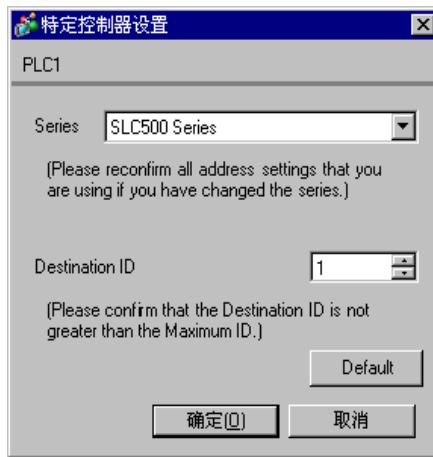 特定控制器设置
PLC1
Series SLC500 Series
(Please reconfirm all address settings that you
are using if you have changed the series.)
Destination ID 1
(Please confirm that the Destination ID is not
greater than the Maximum ID.)
Default
确定(O) 取消